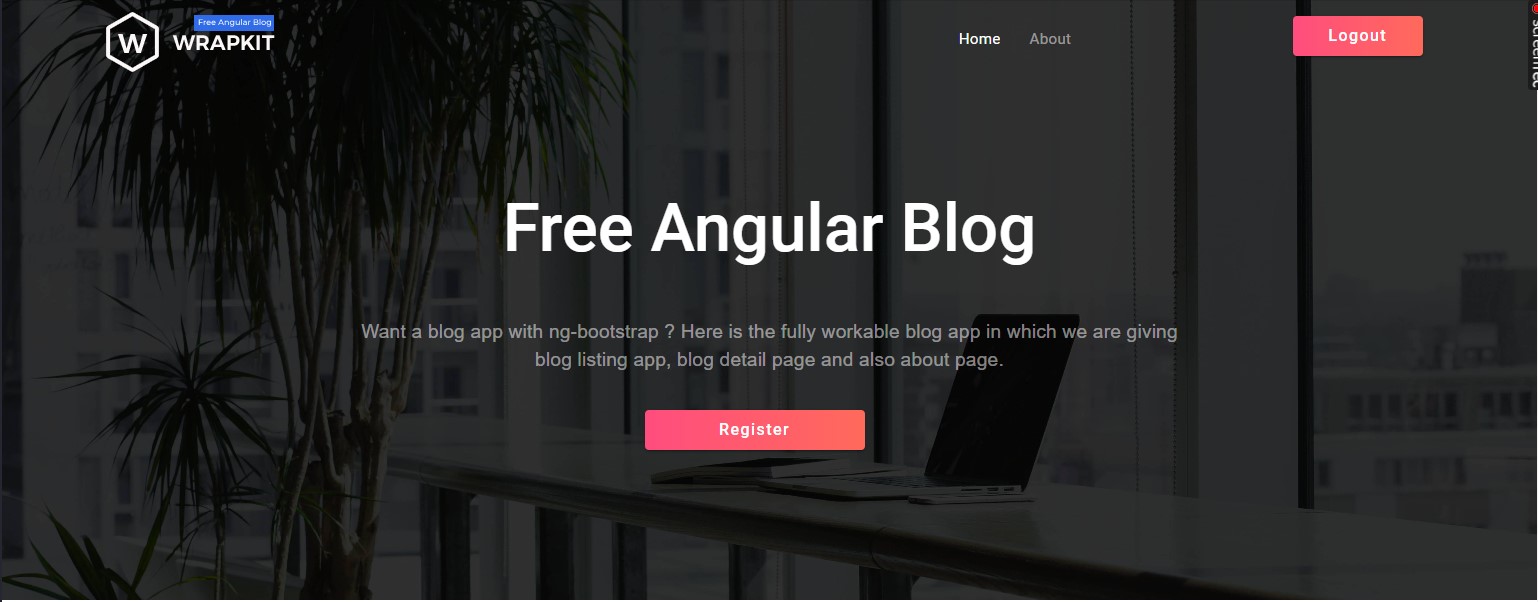 Free Angular Blog
W WRAPKIT
Home About Logout
Free Angular Blog
Want a blog app with ng-bootstrap ? Here is the fully workable blog app in which we are giving
blog listing app, blog detail page and also about page.
Register